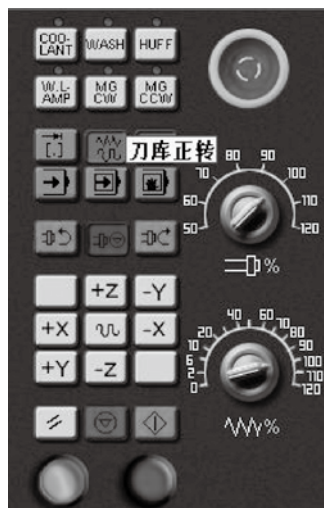 COO-LANT WASH HUFF
W.L-AMP MG CW MG CCW
刀库正转
50 60 70 80 90 100 110 120
%
+Z -Y
+X -X
+Y -Z
0 2 6 10 20 40 60 70 80 90 100 110 120
%